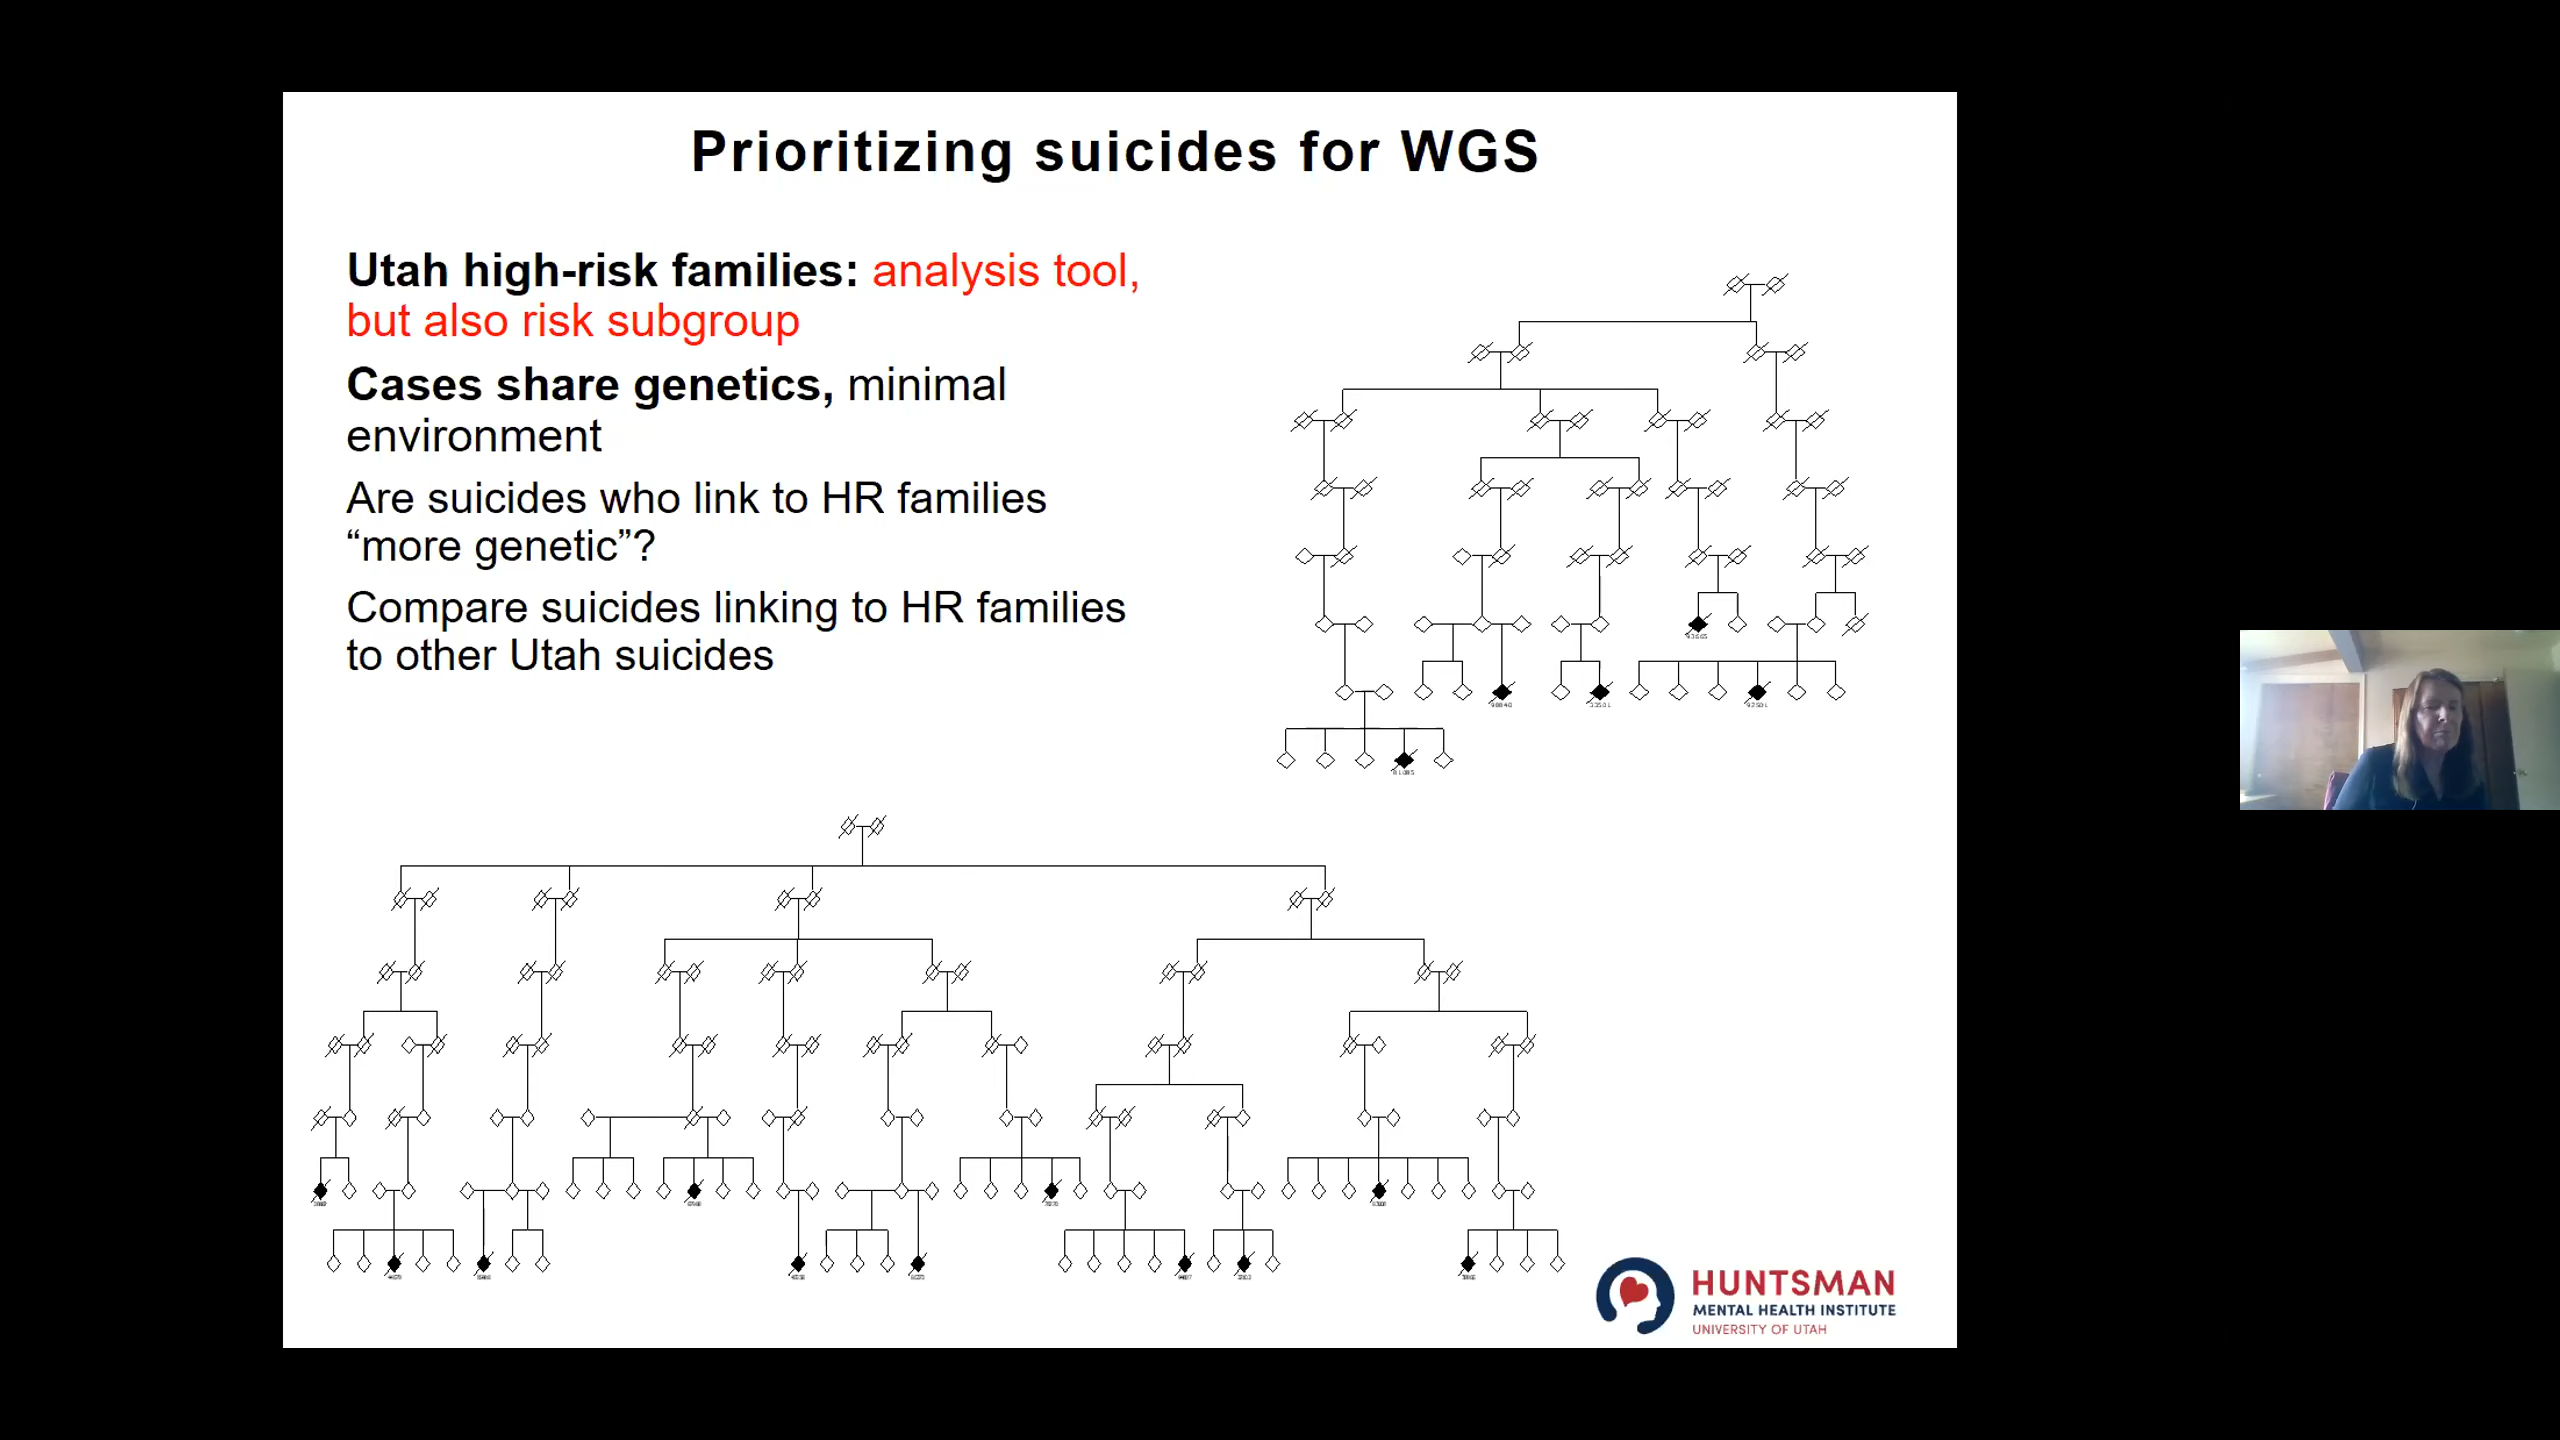 Prioritizing suicides for WGS
Utah high-risk families: analysis tool,
but also risk subgroup
Cases share genetics, minimal
environment
Are suicides who link to HR families
“more genetic”?
Compare suicides linking to HR families
to other Utah suicides
HUNTSMAN
MENTAL HEALTH INSTITUTE
UNIVERSITY OF UTAH